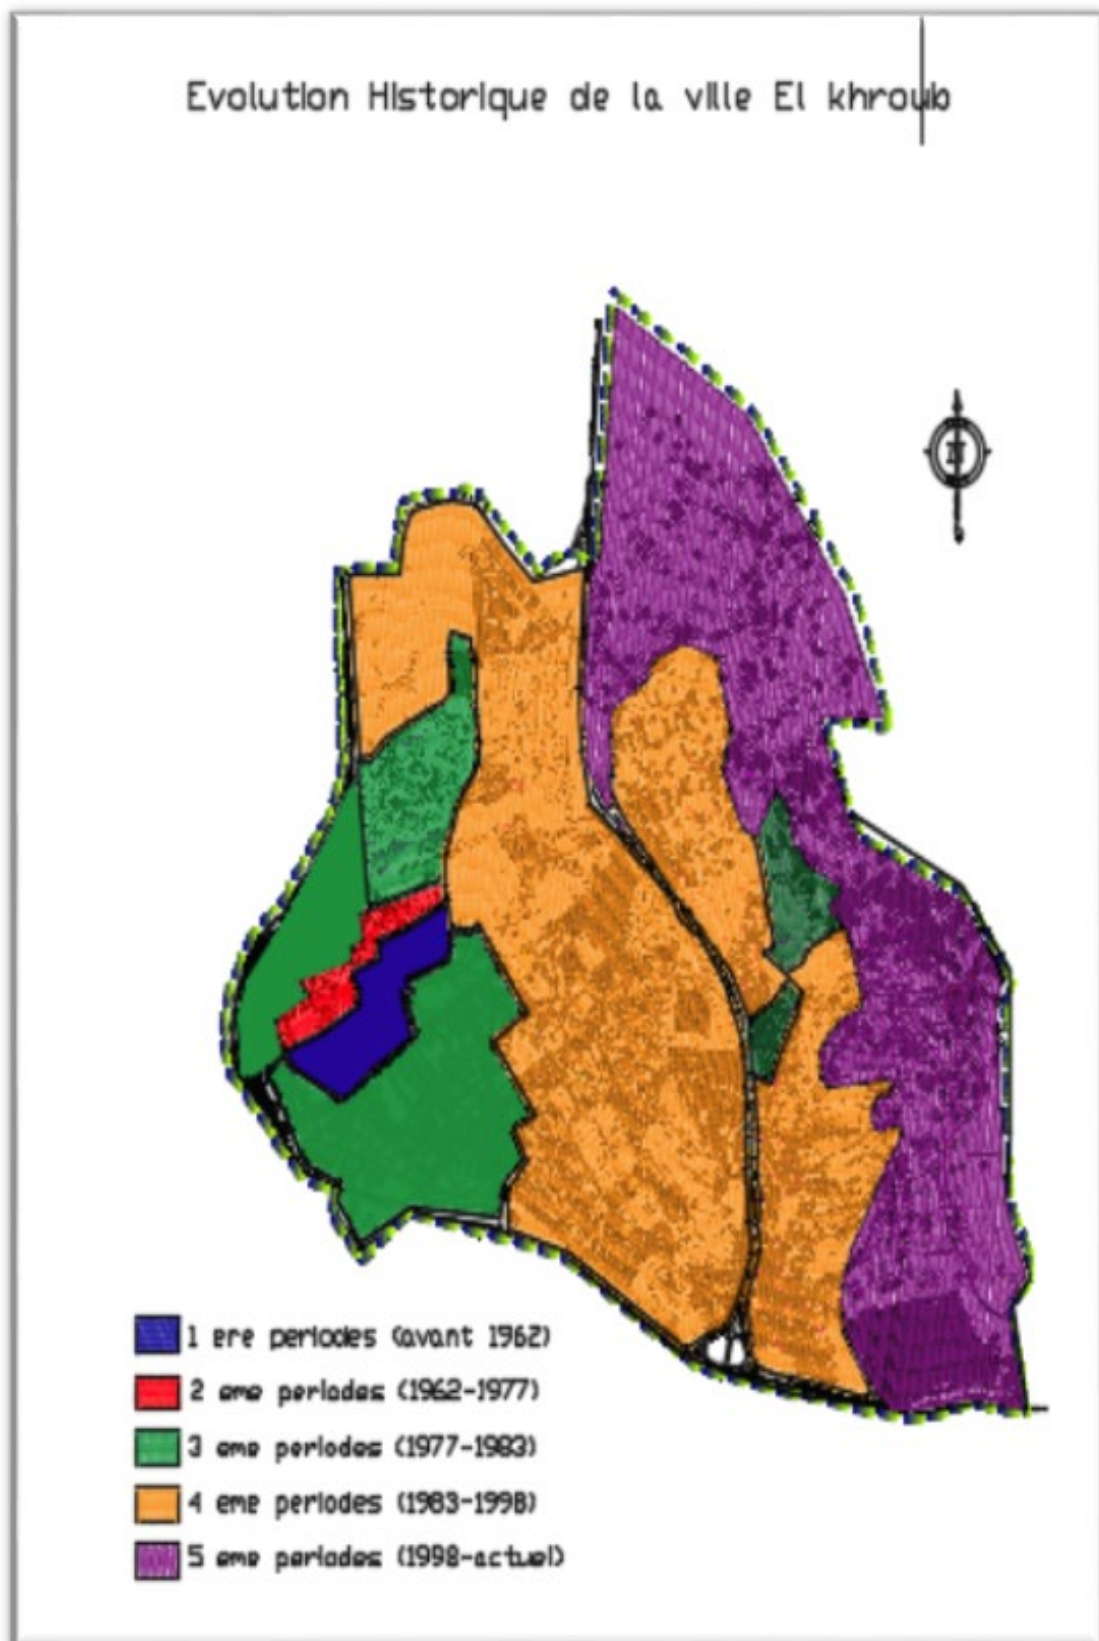 Evolution Historique de la ville El khroub
N
1 ere periodes (avant 1962)
2 eme periodes (1962-1977)
3 eme periodes (1977-1983)
4 eme periodes (1983-1998)
5 eme periodes (1998-actuel)